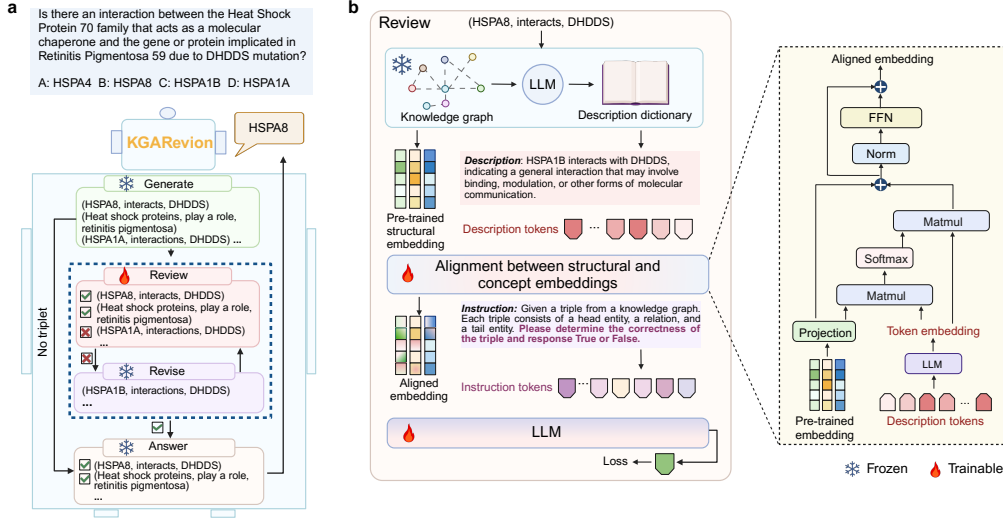 a
Is there an interaction between the Heat Shock
Protein 70 family that acts as a molecular
chaperone and the gene or protein implicated in
Retinitis Pigmentosa 59 due to DHDDS mutation?
A: HSPA4 B: HSPA8 C: HSPA1B D: HSPA1A
KGARevion
HSPA8
Generate
(HSPA8, interacts, DHDDS)
(Heat shock proteins, play a role,
retinitis pigmentosa)
(HSPA1A, interactions, DHDDS) ...
No triplet
Review
(HSPA8, interacts, DHDDS)
(Heat shock proteins, play a role,
retinitis pigmentosa)
(HSPA1A, interactions, DHDDS)
...
Revise
(HSPA1B, interactions, DHDDS)
...
Answer
(HSPA8, interacts, DHDDS)
(Heat shock proteins, play a role,
retinitis pigmentosa)
...
b
Review
(HSPA8, interacts, DHDDS)
LLM
Knowledge graph
Description dictionary
Description: HSPA1B interacts with DHDDS,
indicating a general interaction that may involve
binding, modulation, or other forms of molecular
communication.
Pre-trained
structural
embedding
Description tokens
...
Alignment between structural and
concept embeddings
Instruction: Given a triple from a knowledge graph.
Each triple consists of a head entity, a relation, and
a tail entity. Please determine the correctness of
the triple and response True or False.
Aligned
embedding
Instruction tokens
...
LLM
Loss
Aligned embedding
FFN
Norm
Matmul
Softmax
Matmul
Projection
Token embedding
LLM
...
Pre-trained
embedding
Description tokens
Frozen
Trainable